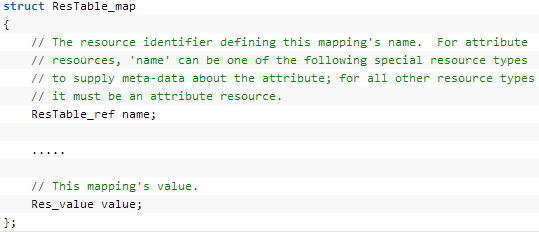 struct ResTable_map
{
// The resource identifier defining this mapping's name.  For attribute
// resources, 'name' can be one of the following special resource types
// to supply meta-data about the attribute; for all other resource types
// it must be an attribute resource.
ResTable_ref name;
.....
// This mapping's value.
Res_value value;
};